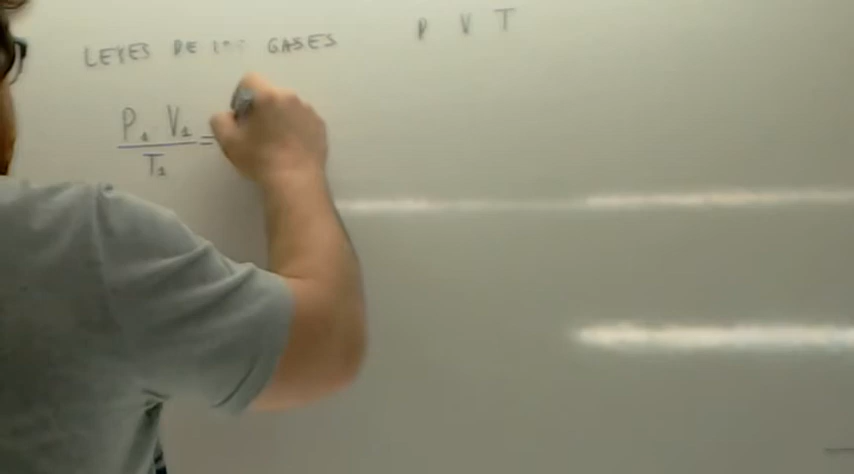 LEYES DE LOS GASES P V T
P₁ V₁
T₁ =